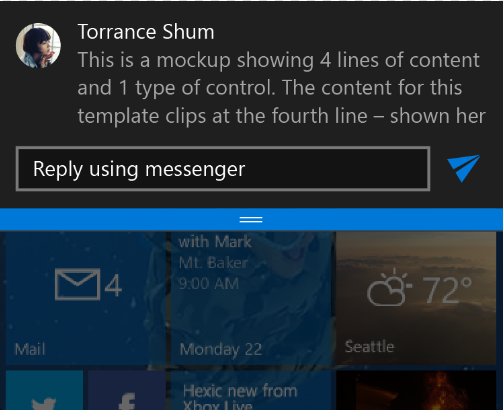 Torrance Shum
This is a mockup showing 4 lines of content
and 1 type of control. The content for this
template clips at the fourth line – shown her
Reply using messenger
with Mark
Mt. Baker
9:00 AM
4
72°
Mail
Monday 22
Seattle
Hexic new from
Xbox Live